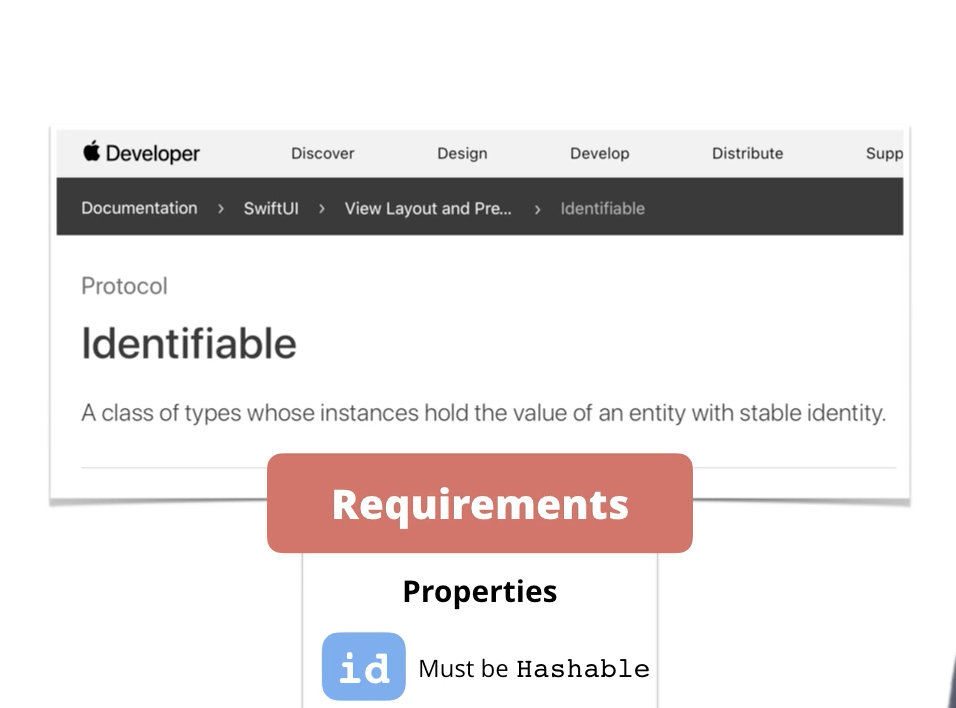 Developer Discover Design Develop Distribute Supp
Documentation › SwiftUI › View Layout and Pre... › Identifiable
Protocol
Identifiable
A class of types whose instances hold the value of an entity with stable identity.
Requirements
Properties
id Must be Hashable